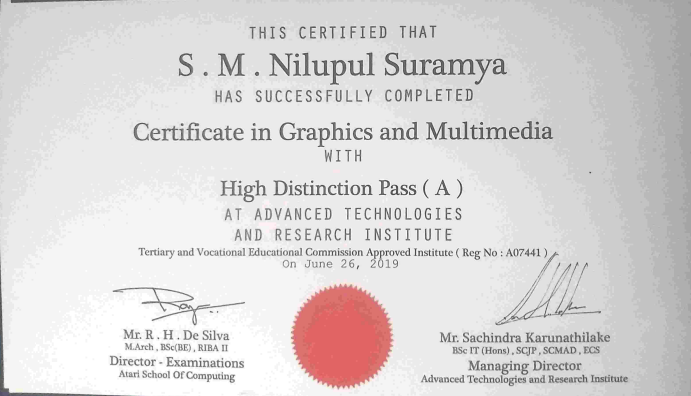 THIS CERTIFIED THAT
S . M . Nilupul Suramya
HAS SUCCESSFULLY COMPLETED
Certificate in Graphics and Multimedia
WITH
High Distinction Pass ( A )
AT ADVANCED TECHNOLOGIES
AND RESEARCH INSTITUTE
Tertiary and Vocational Educational Commission Approved Institute ( Reg No : A07441 )
On June 26, 2019
Mr. R . H . De Silva
M.Arch , BSc(BE) , RIBA II
Director - Examinations
Atari School Of Computing
Mr. Sachindra Karunathilake
BSc IT (Hons) , SCJP , SCMAD , ECS
Managing Director
Advanced Technologies and Research Institute